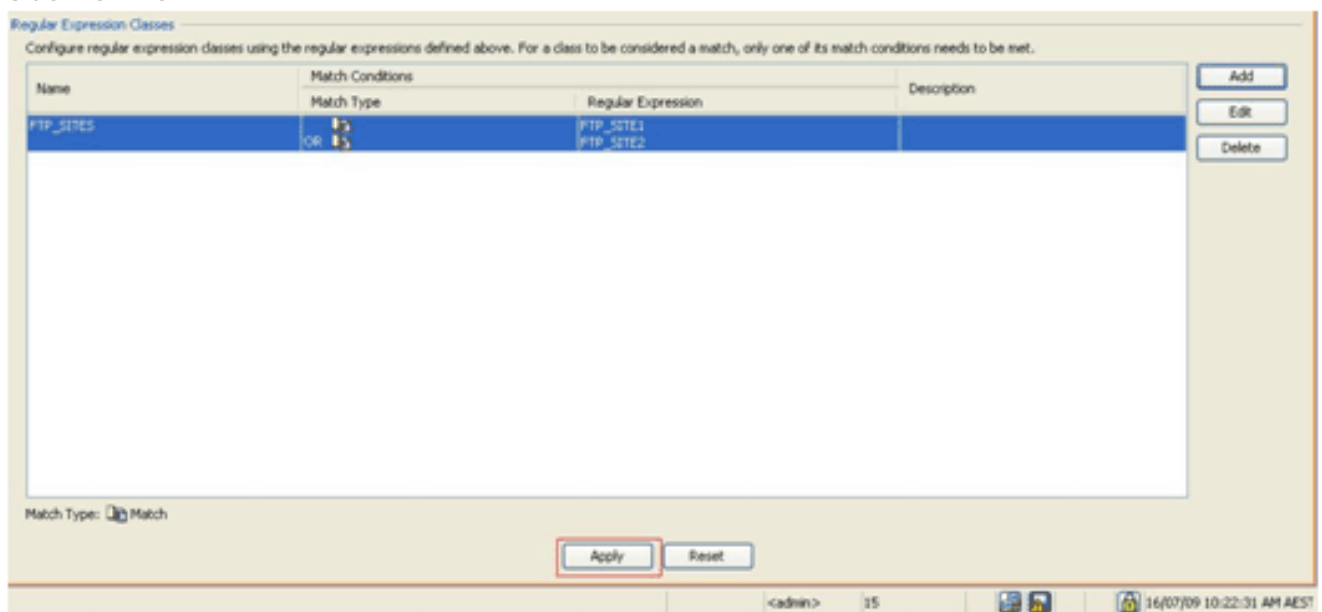 Regular Expression Classes
Configure regular expression classes using the regular expressions defined above. For a class to be considered a match, only one of its match conditions needs to be met.
Name
Match Conditions
Description
Match Type
Regular Expression
FTP_SITES
FTP_SITE1
OR
FTP_SITE2
Add
Edit
Delete
Match Type: Match
Apply
Reset
<admin>
15
16/07/09 10:22:31 AM AEST